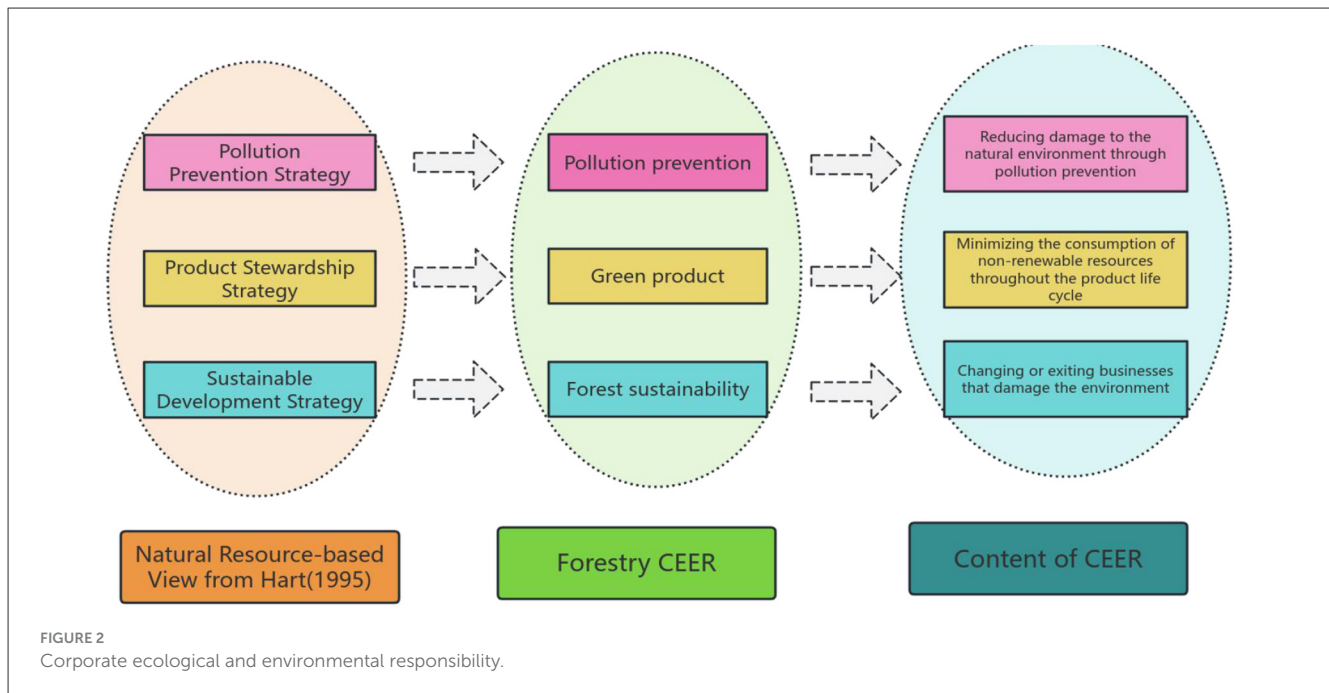 Pollution
Prevention Strategy
Pollution prevention
Reducing damage to the
natural environment through
pollution prevention
Product Stewardship
Strategy
Green product
Minimizing the consumption of
non-renewable resources
throughout the product life
cycle
Sustainable
Development Strategy
Forest sustainability
Changing or exiting businesses
that damage the environment
Natural Resource-based
View from Hart(1995)
Forestry CEER
Content of CEER
FIGURE 2
Corporate ecological and environmental responsibility.